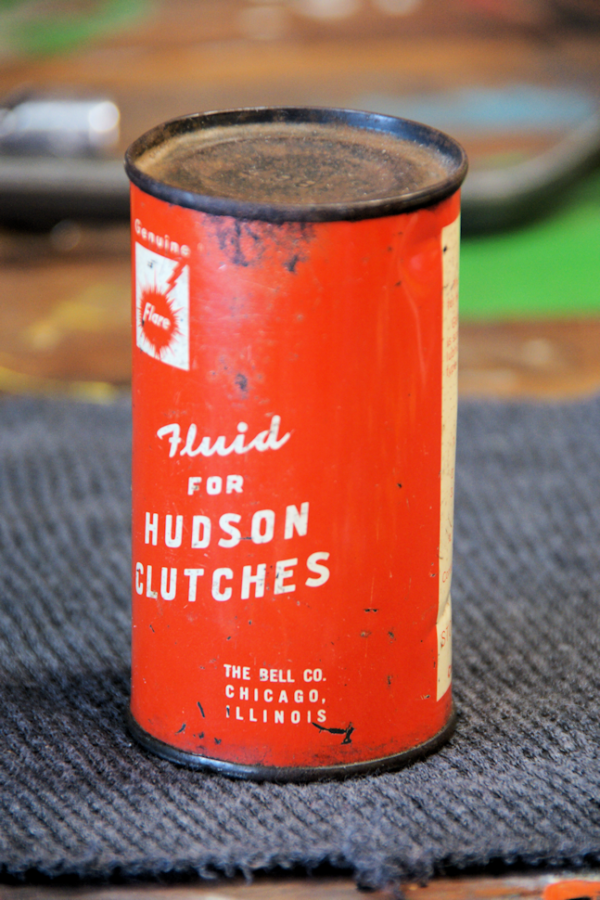 Genuine
Flare
Fluid
FOR
HUDSON
CLUTCHES
THE BELL CO.
CHICAGO,
ILLINOIS